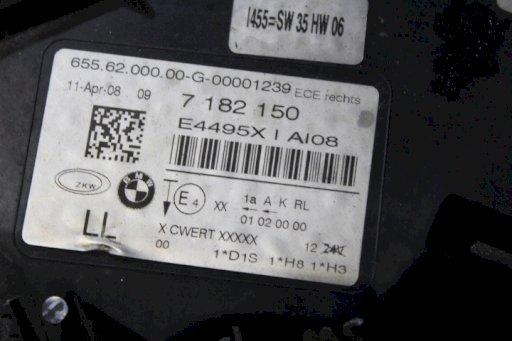 I455=SW 35 HW 06
655.62.000.00-G-00001239 ECE rechts
11-Apr-08 09
7 182 150
E4495X I AI08
ZKW
BMW
E4
XX
1a A K RL
01 02 00 00
LL
X CWERT XXXXX
00
12 24V
1*D1S 1*H8 1*H3